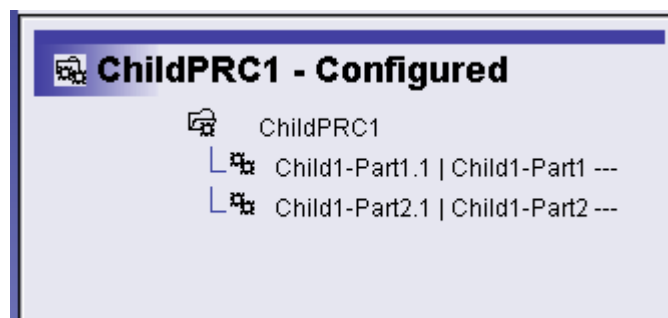 ChildPRC1 - Configured
ChildPRC1
Child1-Part1.1 | Child1-Part1 ---
Child1-Part2.1 | Child1-Part2 ---